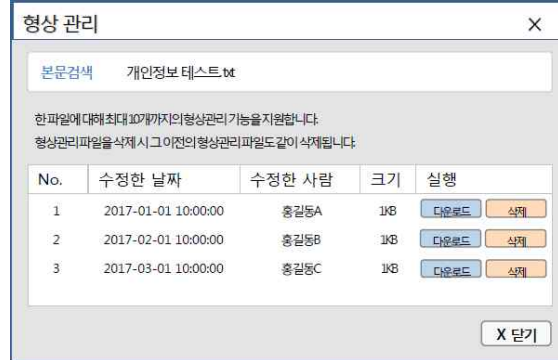 형상 관리 X
본문검색 개인정보 테스트.txt
한 파일에 대해 최대 10개까지의 형상관리 기능을 지원합니다.
형상관리 파일을 삭제 시 그 이전의 형상관리 파일도 같이 삭제됩니다.
No. 수정한 날짜 수정한 사람 크기 실행
1 2017-01-01 10:00:00 홍길동A 1KB 다운로드 삭제
2 2017-02-01 10:00:00 홍길동B 1KB 다운로드 삭제
3 2017-03-01 10:00:00 홍길동C 1KB 다운로드 삭제
X 닫기